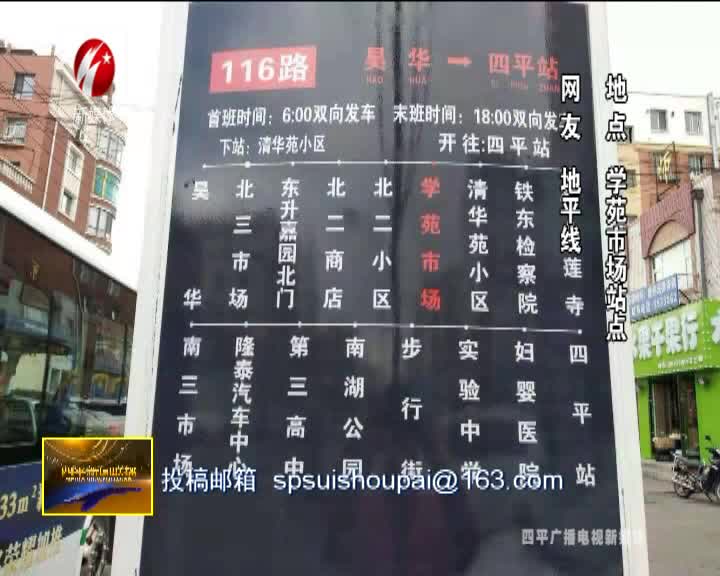 116路 昊华→四平站
HAO HUA SI PING ZHAN
首班时间：6:00双向发车 末班时间：18:00双向发
下站：清华苑小区 开往:四平站
昊华
北三市场
东升嘉园北门
北二商店
北二小区
学苑市场
清华苑小区
铁东检察院
莲寺
南三市场
隆泰汽车中心
第三高中
南湖公园
步行街
实验中学
妇婴医院
四平站
地点 学苑市场站点
网友 地平线
投稿邮箱 spsuishoupai@163.com
四平广播电视新媒体
33m²
果干果行